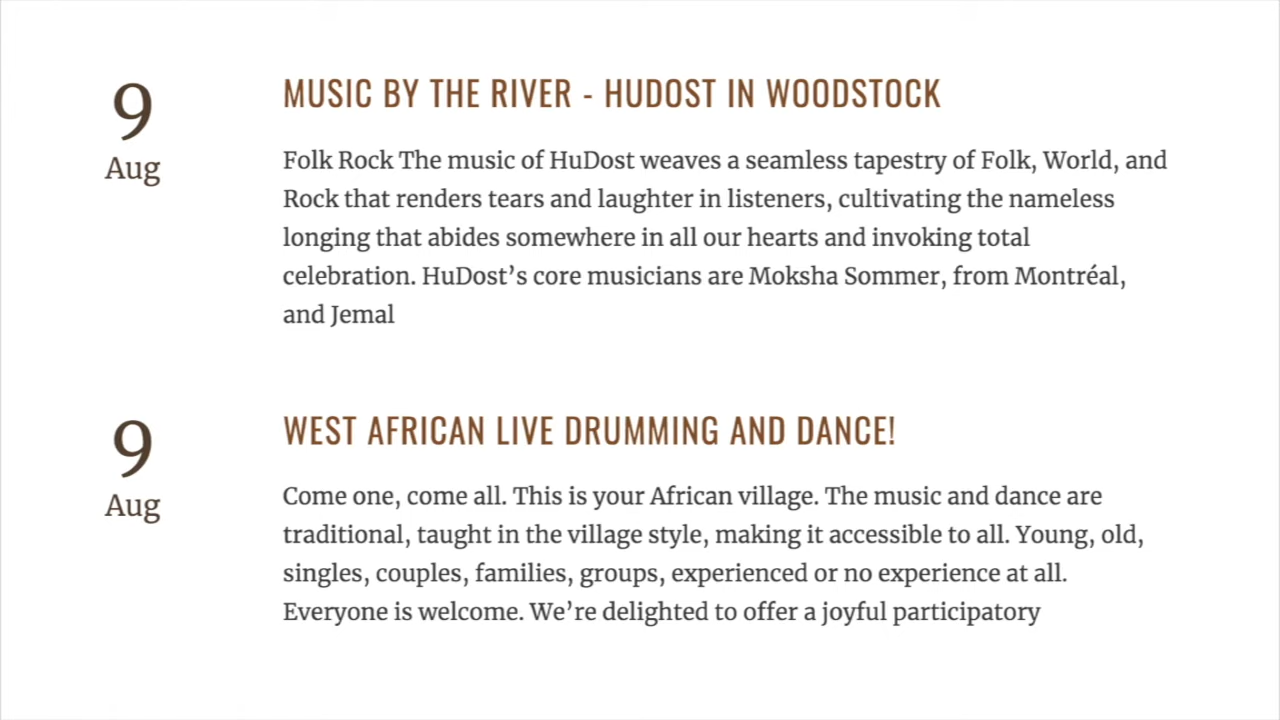 9
Aug
MUSIC BY THE RIVER - HUDOST IN WOODSTOCK
Folk Rock The music of HuDost weaves a seamless tapestry of Folk, World, and
Rock that renders tears and laughter in listeners, cultivating the nameless
longing that abides somewhere in all our hearts and invoking total
celebration. HuDost’s core musicians are Moksha Sommer, from Montréal,
and Jemal
9
Aug
WEST AFRICAN LIVE DRUMMING AND DANCE!
Come one, come all. This is your African village. The music and dance are
traditional, taught in the village style, making it accessible to all. Young, old,
singles, couples, families, groups, experienced or no experience at all.
Everyone is welcome. We’re delighted to offer a joyful participatory